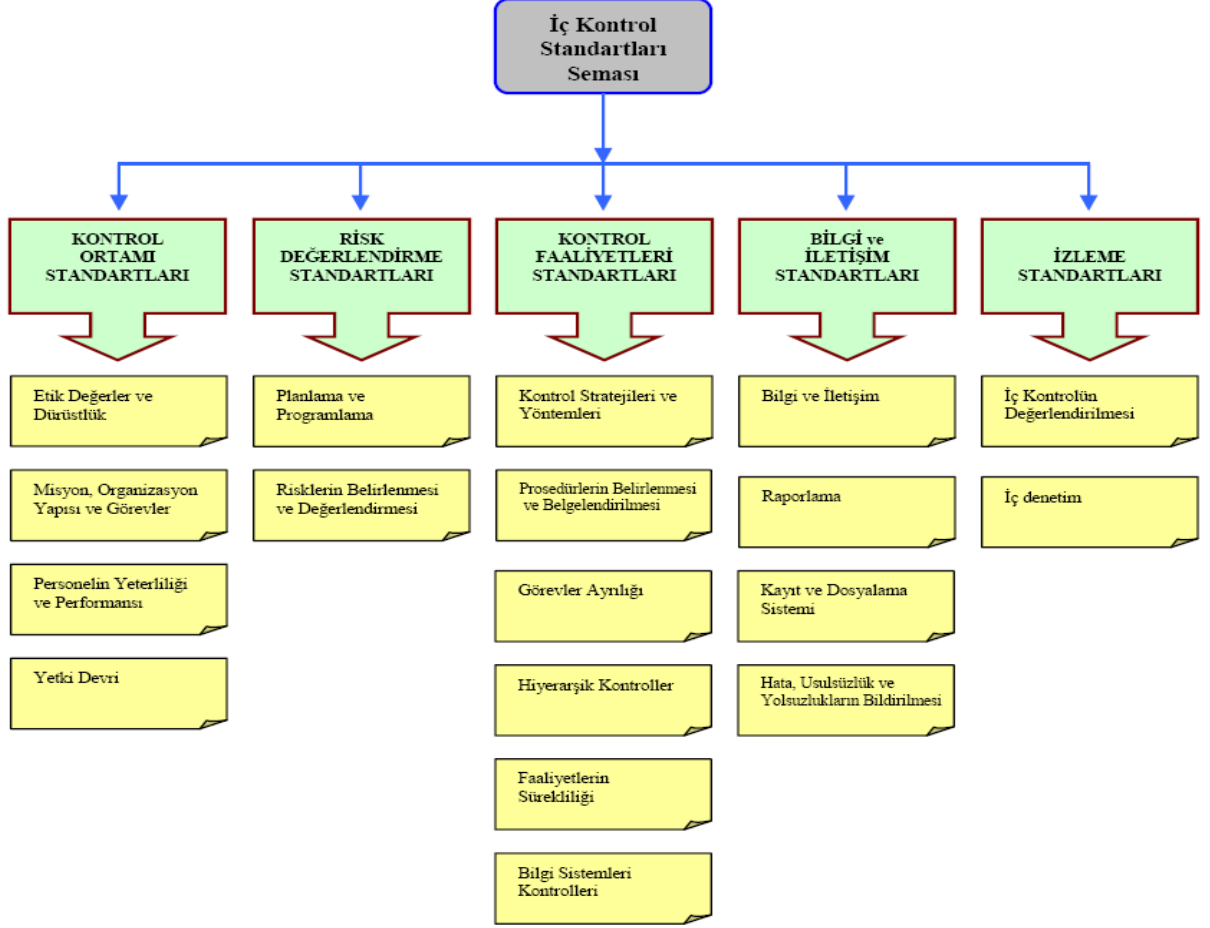 İç Kontrol
Standartları
Seması
KONTROL
ORTAMI
STANDARTLARI
RİSK
DEĞERLENDİRME
STANDARTLARI
KONTROL
FAALİYETLERİ
STANDARTLARI
BİLGİ ve
İLETİŞİM
STANDARTLARI
İZLEME
STANDARTLARI
Etik Değerler ve
Dürüstlük
Misyon, Organizasyon
Yapısı ve Görevler
Personelin Yeterliliği
ve Performansı
Yetki Devri
Planlama ve
Programlama
Risklerin Belirlenmesi
ve Değerlendirmesi
Kontrol Stratejileri ve
Yöntemleri
Prosedürlerin Belirlenmesi
ve Belgelendirilmesi
Görevler Ayrılığı
Hiyerarşik Kontroller
Faaliyetlerin
Sürekliliği
Bilgi Sistemleri
Kontrolleri
Bilgi ve İletişim
Raporlama
Kayıt ve Dosyalama
Sistemi
Hata, Usulsüzlük ve
Yolsuzlukların Bildirilmesi
İç Kontrolün
Değerlendirilmesi
İç denetim